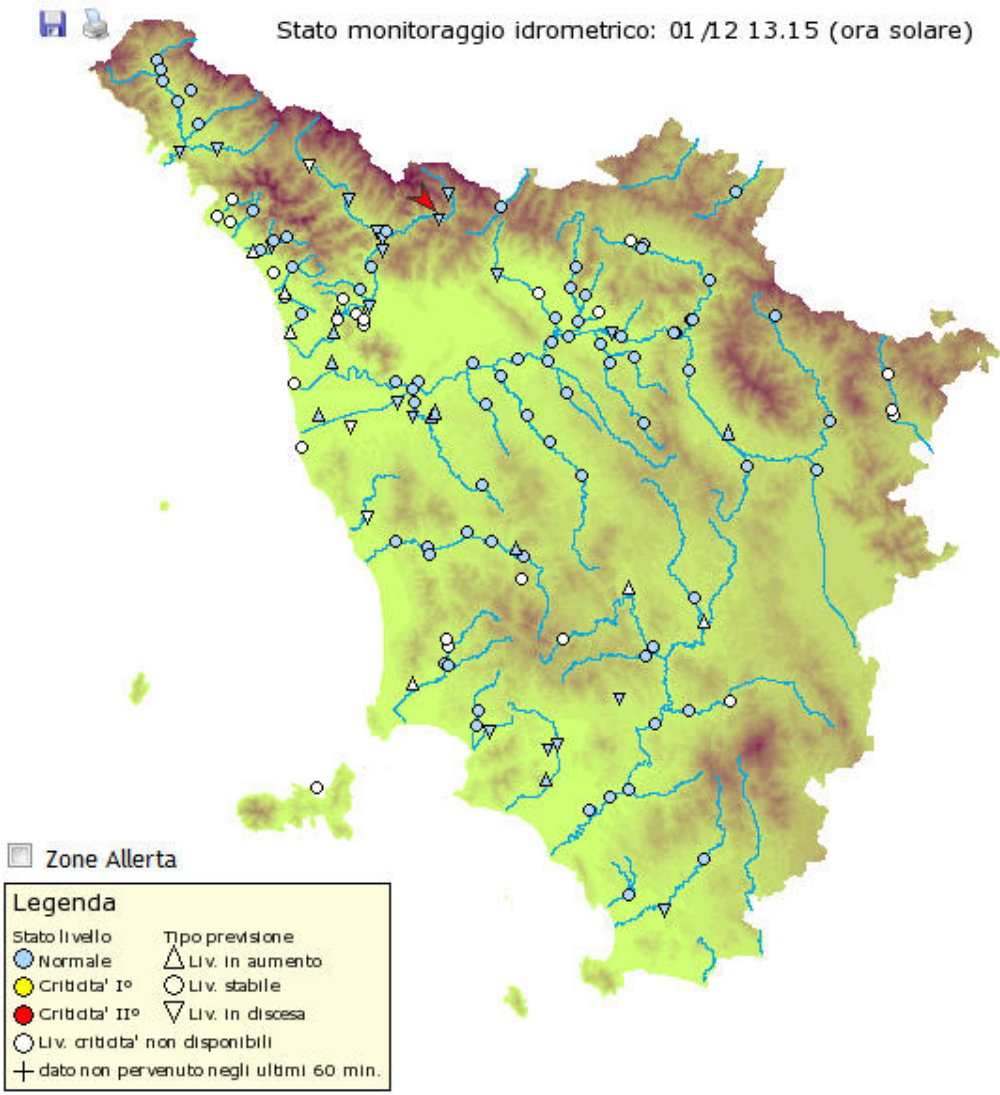 Stato monitoraggio idrometrico: 01/12 13.15 (ora solare)
Zone Allerta
Legenda
Stato livello Tipo previsione
Normale Liv. in aumento
Criticita' I° Liv. stabile
Criticita' II° Liv. in discesa
Liv. criticita' non disponibili
dato non pervenuto negli ultimi 60 min.